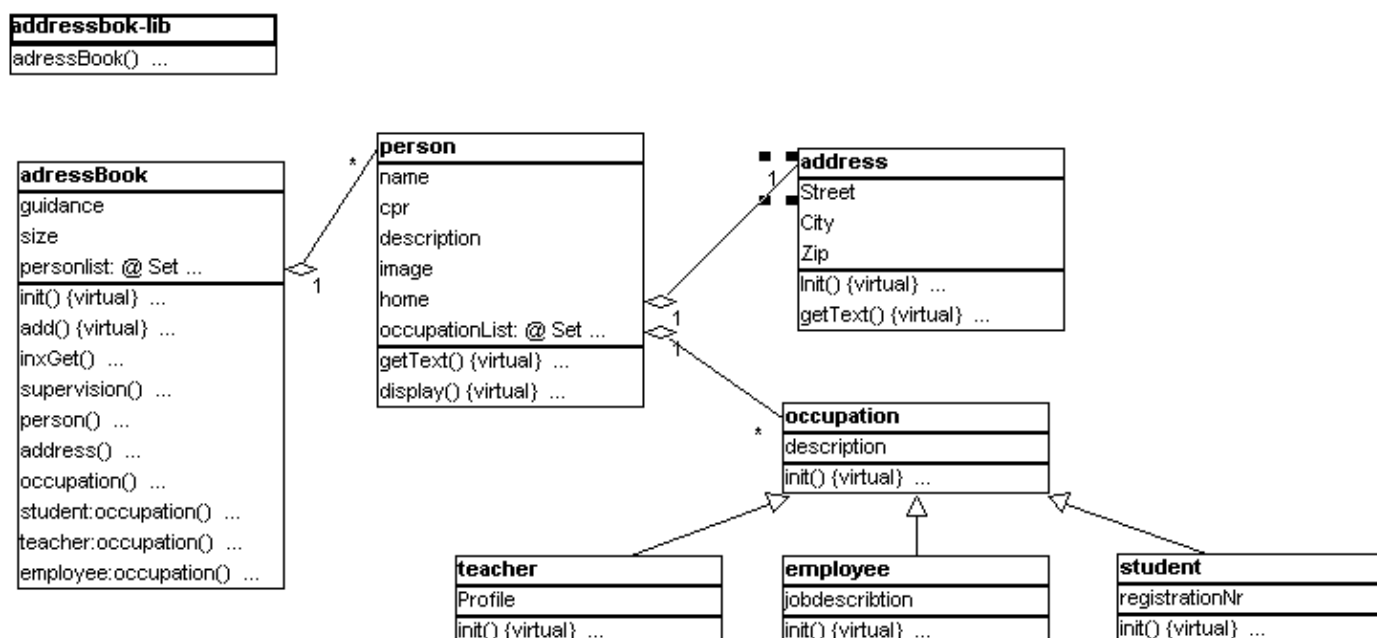 addressbok-lib
adressBook() ...
adressBook
guidance
size
personlist: @ Set ...
init() {virtual} ...
add() {virtual} ...
inxGet() ...
supervision() ...
person() ...
address() ...
occupation() ...
student:occupation() ...
teacher:occupation() ...
employee:occupation() ...
1
*
person
name
cpr
description
image
home
occupationList: @ Set ...
getText() {virtual} ...
display() {virtual} ...
1
1
1
address
Street
City
Zip
Init() {virtual} ...
getText() {virtual} ...
*
occupation
description
init() {virtual} ...
teacher
Profile
init() {virtual} ...
employee
jobdescribtion
init() {virtual} ...
student
registrationNr
init() {virtual} ...